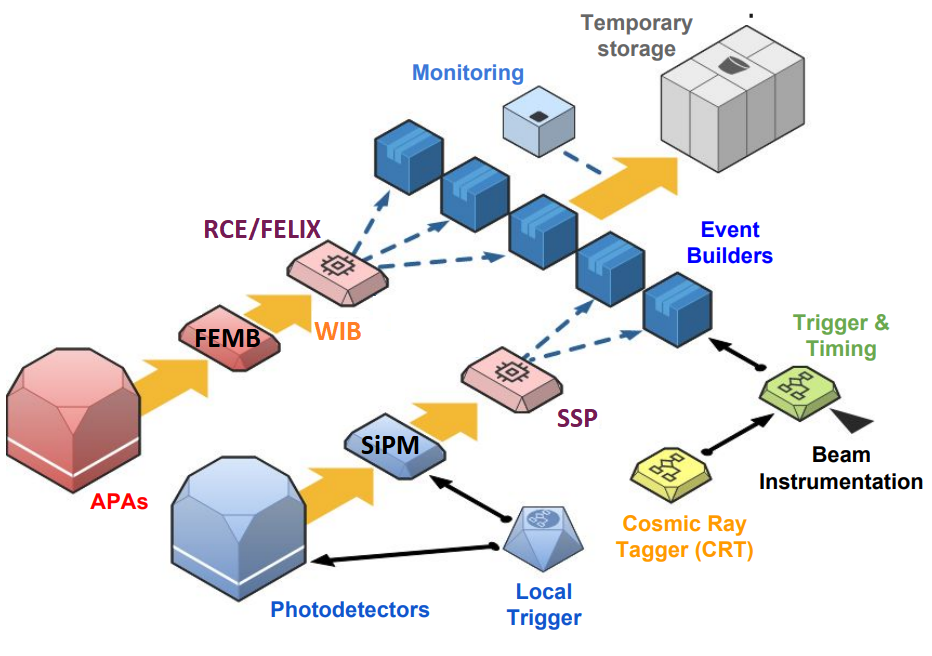 Temporary
storage
Monitoring
RCE/FELIX
Event
Builders
FEMB
WIB
Trigger &
Timing
SSP
SiPM
Beam
Instrumentation
APAs
Cosmic Ray
Tagger (CRT)
Photodetectors
Local
Trigger